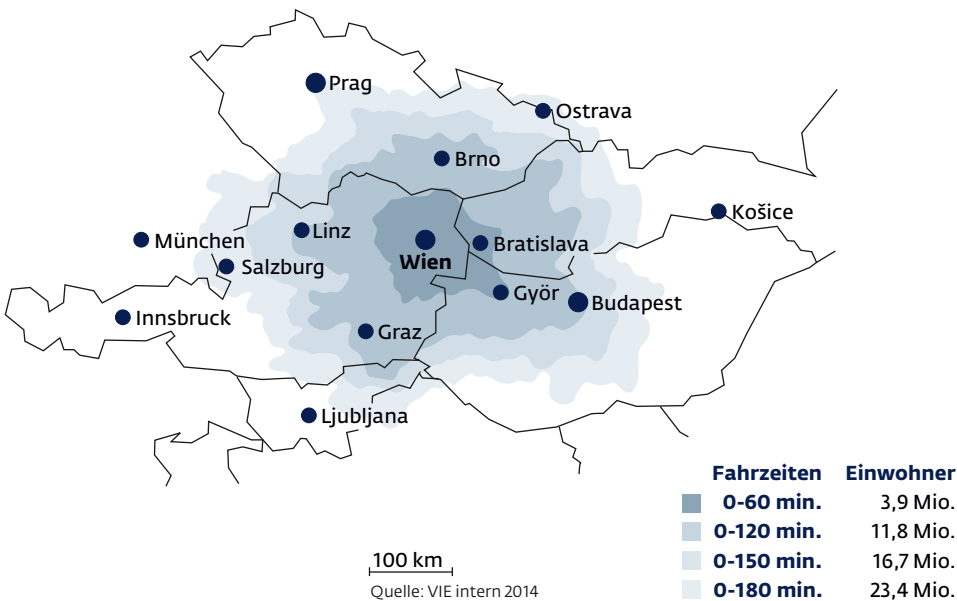 Prag
Ostrava
Brno
Košice
Linz
München
Bratislava
Wien
Salzburg
Györ
Budapest
Innsbruck
Graz
Ljubljana
Fahrzeiten Einwohner
0-60 min. 3,9 Mio.
0-120 min. 11,8 Mio.
0-150 min. 16,7 Mio.
0-180 min. 23,4 Mio.
100 km
Quelle: VIE intern 2014